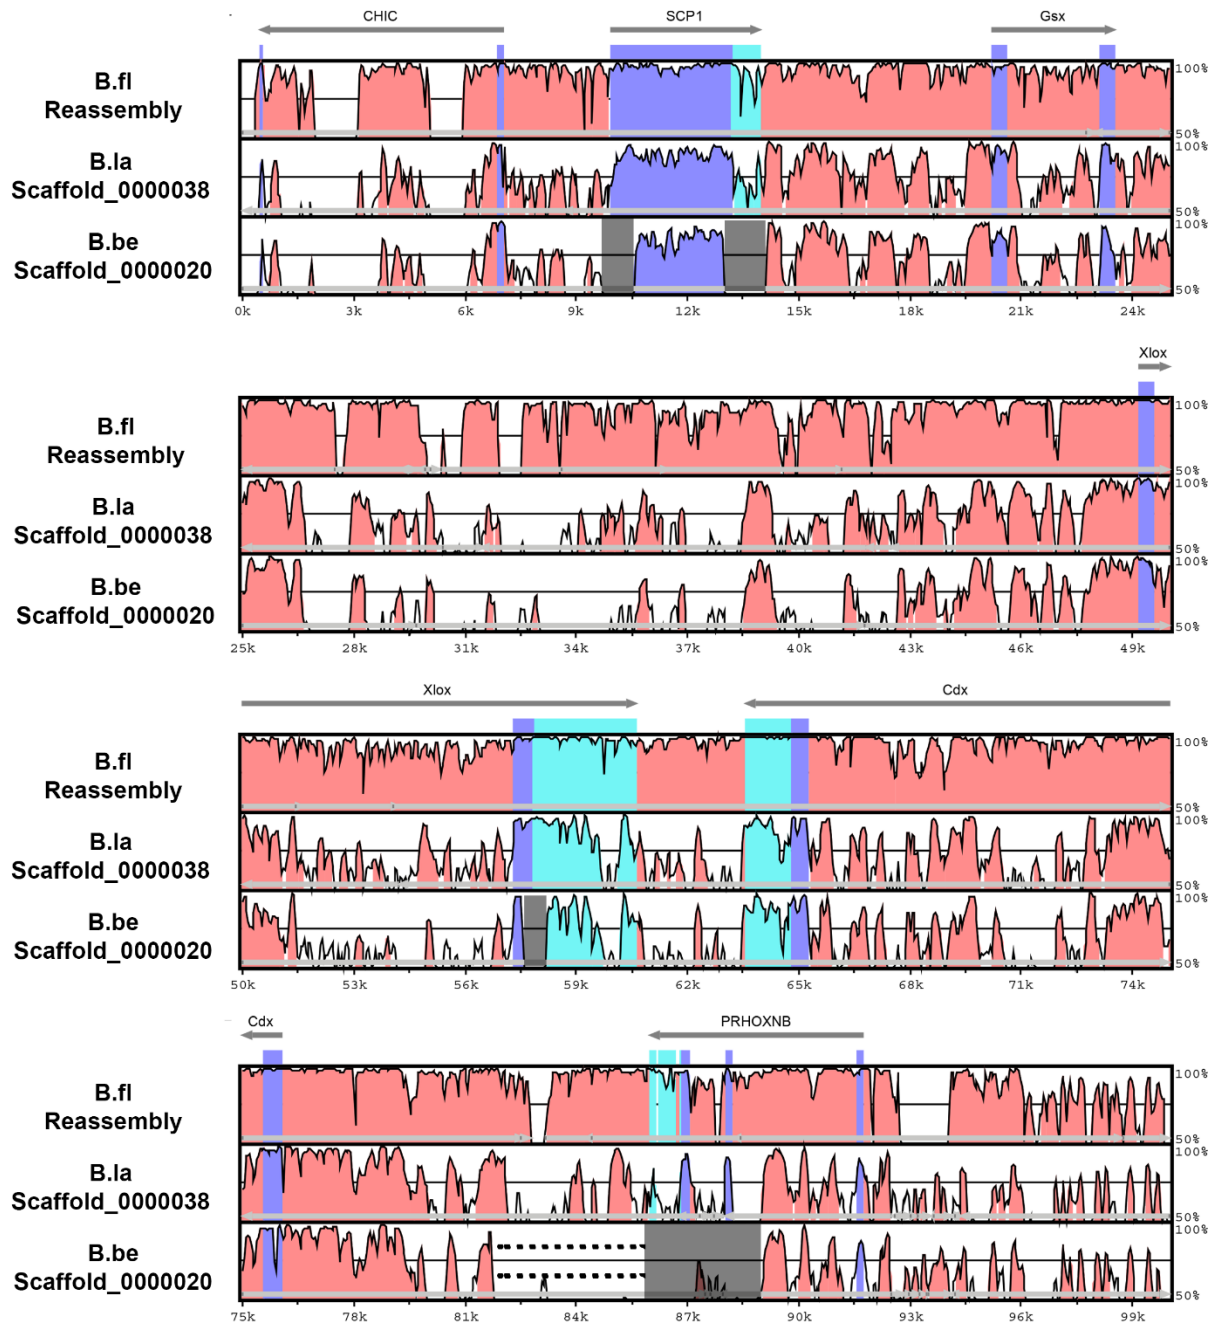 CHIC SCP1 Gsx
B.fl
Reassembly
100%
50%
B.la
Scaffold_0000038
100%
50%
B.be
Scaffold_0000020
100%
50%
0k 3k 6k 9k 12k 15k 18k 21k 24k
Xlox
B.fl
Reassembly
100%
50%
B.la
Scaffold_0000038
100%
50%
B.be
Scaffold_0000020
100%
50%
25k 28k 31k 34k 37k 40k 43k 46k 49k
Xlox Cdx
B.fl
Reassembly
100%
50%
B.la
Scaffold_0000038
100%
50%
B.be
Scaffold_0000020
100%
50%
50k 53k 56k 59k 62k 65k 68k 71k 74k
Cdx PRHOXNB
B.fl
Reassembly
100%
50%
B.la
Scaffold_0000038
100%
50%
B.be
Scaffold_0000020
100%
50%
75k 78k 81k 84k 87k 90k 93k 96k 99k